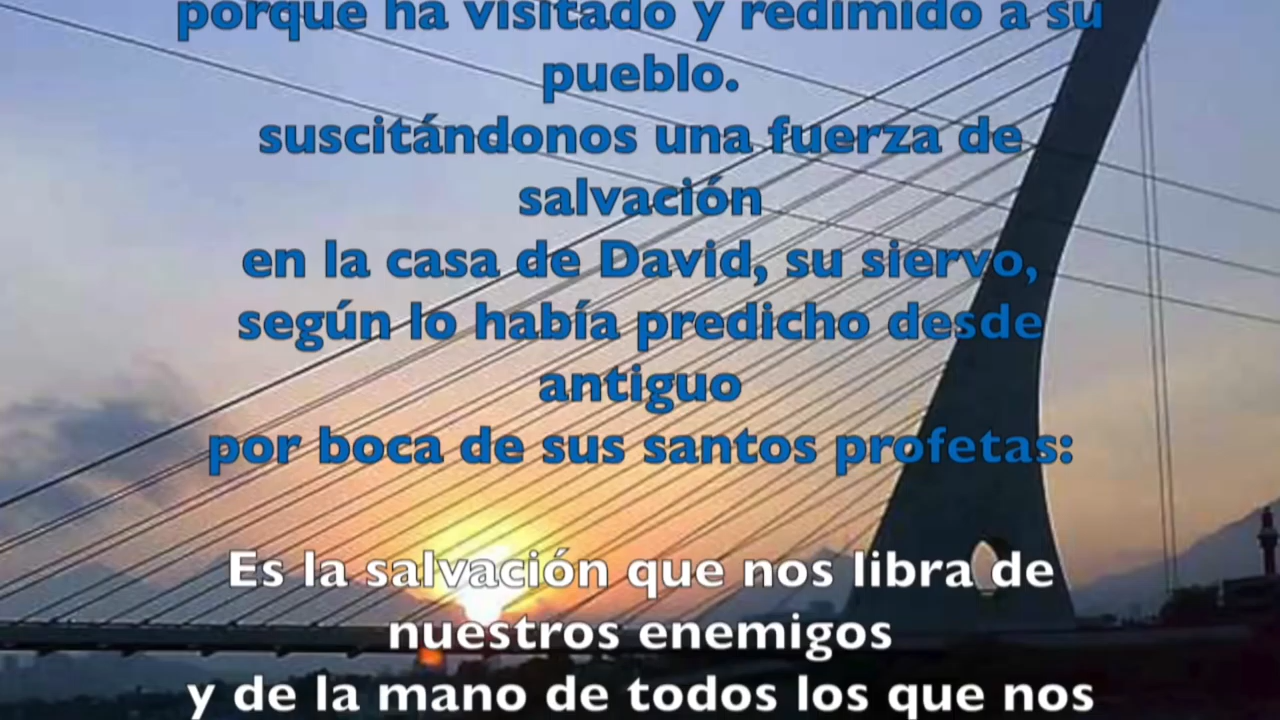 porque ha visitado y redimido a su
pueblo.
suscitándonos una fuerza de
salvación
en la casa de David, su siervo,
según lo había predicho desde
antiguo
por boca de sus santos profetas:
Es la salvación que nos libra de
nuestros enemigos
y de la mano de todos los que nos